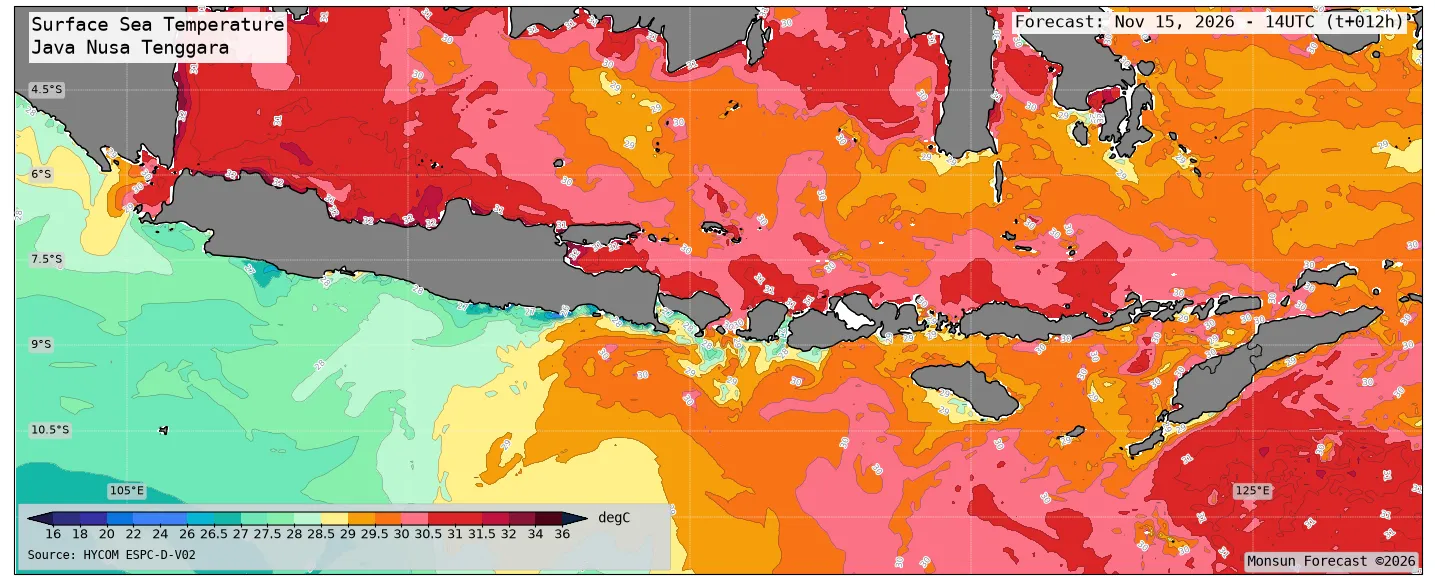 Surface Sea Temperature
Java Nusa Tenggara
Forecast: Nov 15, 2026 - 14UTC (t+012h)
4.5°S
6°S
7.5°S
9°S
10.5°S
105°E
125°E
16 18 20 22 24 26 26.5 27 27.5 28 28.5 29 29.5 30 30.5 31 31.5 32 34 36
degC
Source: HYCOM ESPC-D-V02
Monsun Forecast ©2026